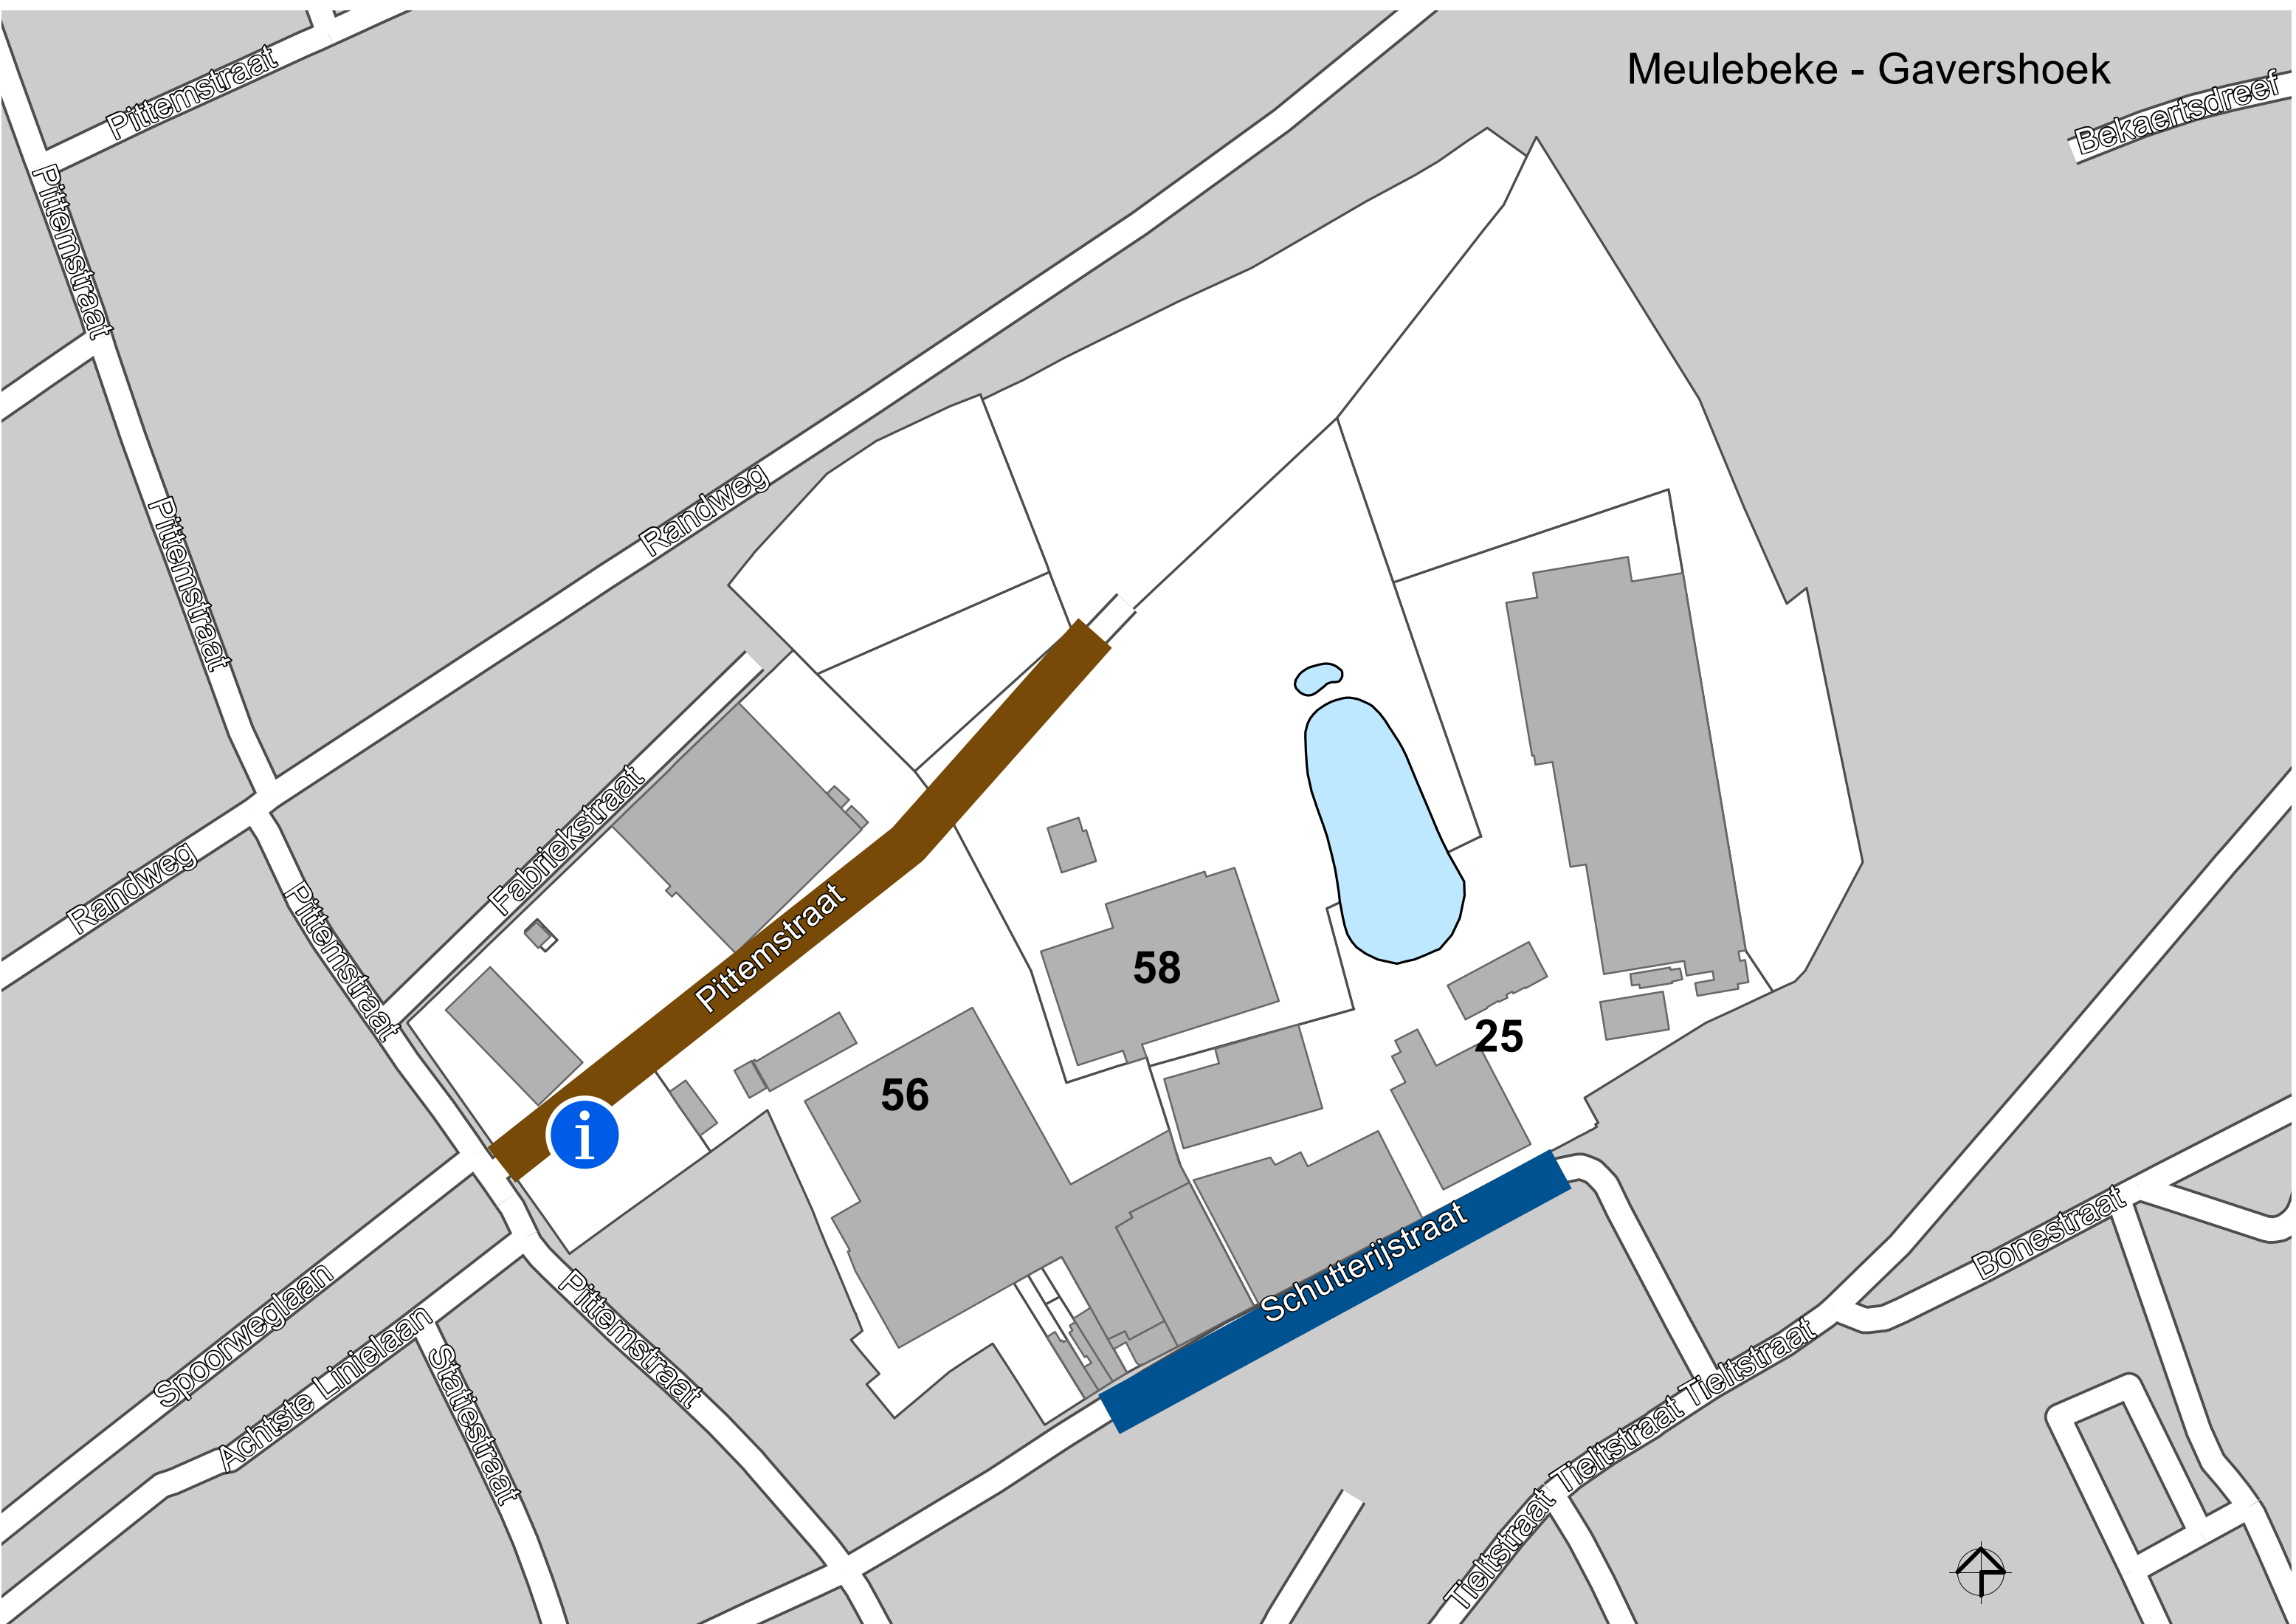 Meulebeke - Gavershoek
Pittemstraat
Bekaertsdreef
Pittemstraat
Randweg
Pittemstraat
Fabriekstraat
Randweg
Pittemstraat
Pittemstraat
58
25
56
i
Schutterijstraat
Bonestraat
Spoorweglaan
Achtste Linielaan
Pittemstraat
Statiestraat
Tieltstraat
Tieltstraat
Tieltstraat